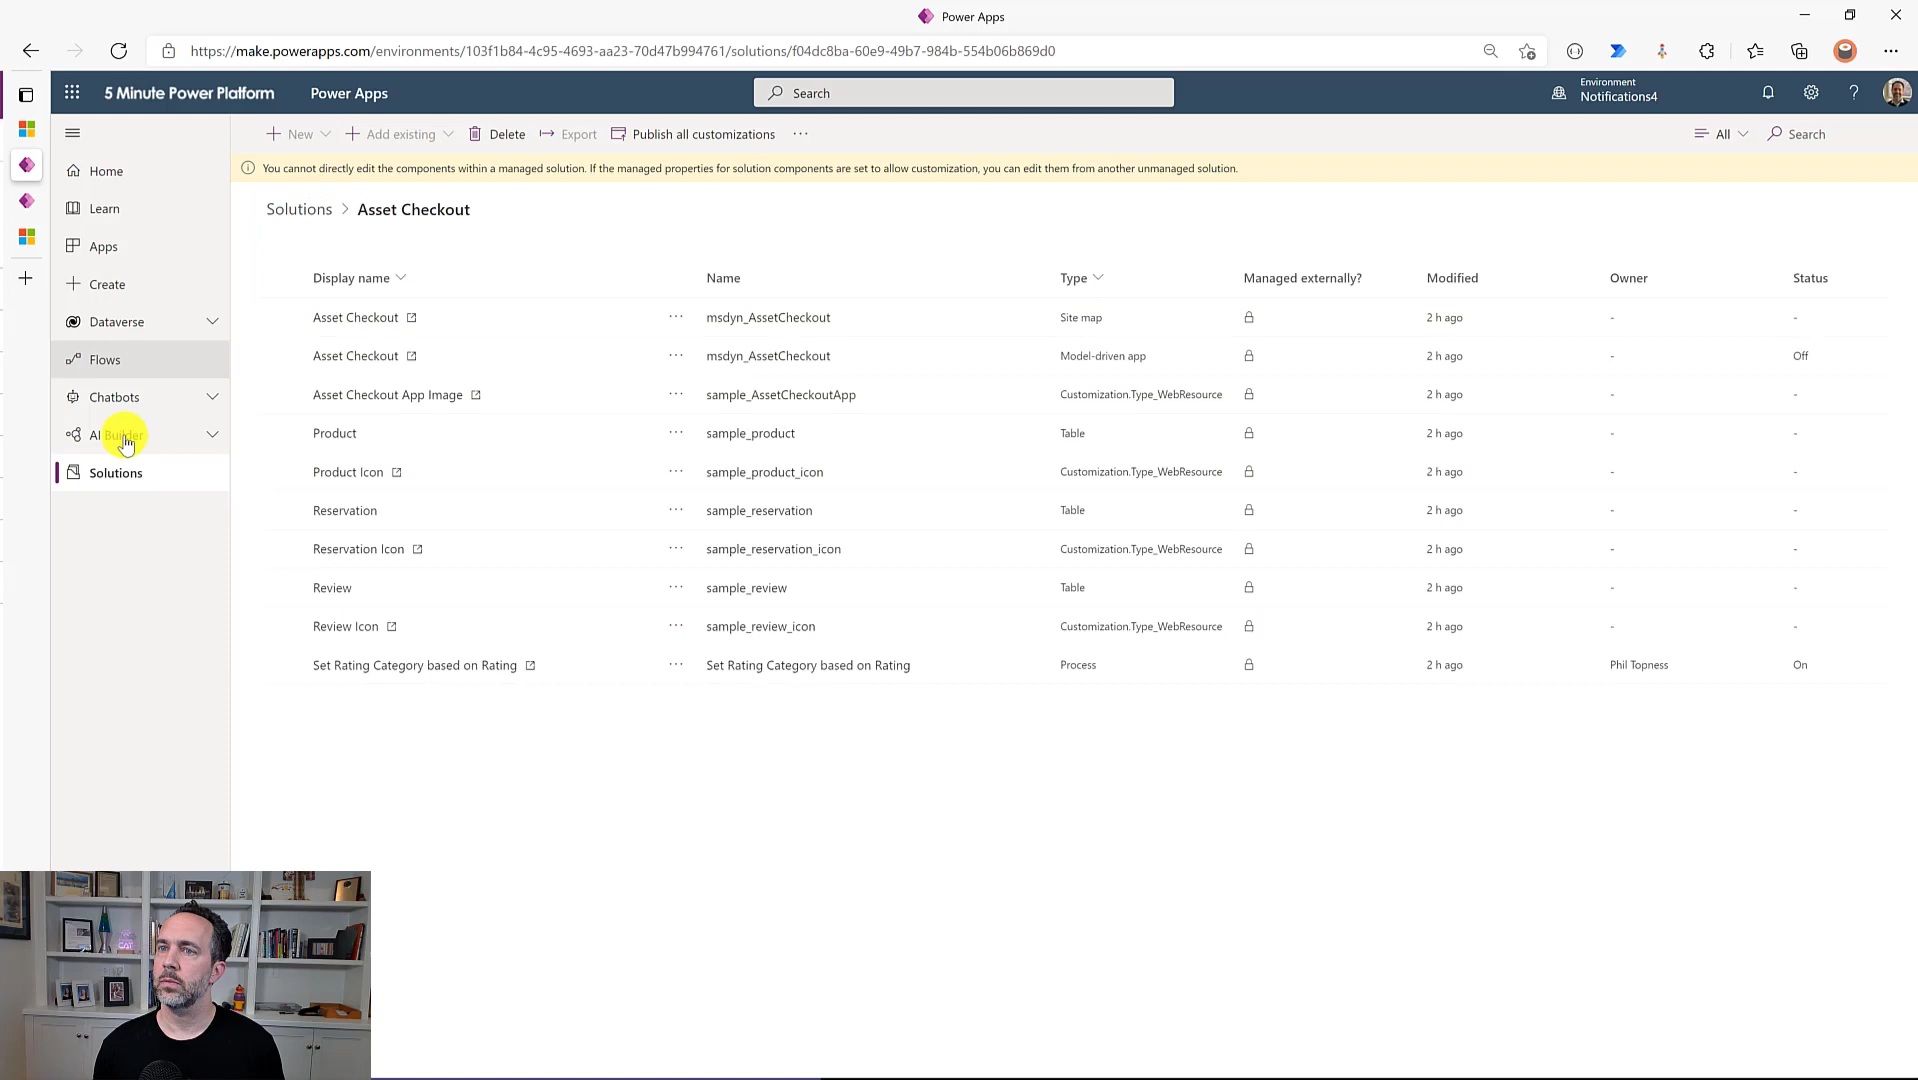 Power Apps
https://make.powerapps.com/environments/103f1b84-4c95-4693-aa23-70d47b994761/solutions/f04dc8ba-60e9-49b7-984b-554b06b869d0
5 Minute Power Platform
Power Apps
Search
Environment
Notifications4
New
Add existing
Delete
Export
Publish all customizations
All
Search
You cannot directly edit the components within a managed solution. If the managed properties for solution components are set to allow customization, you can edit them from another unmanaged solution.
Home
Learn
Apps
Create
Dataverse
Flows
Chatbots
AI Builder
Solutions
Solutions > Asset Checkout
Display name Name Type Managed externally? Modified Owner Status
Asset Checkout ··· msdyn_AssetCheckout Site map 2 h ago - -
Asset Checkout ··· msdyn_AssetCheckout Model-driven app 2 h ago - Off
Asset Checkout App Image ··· sample_AssetCheckoutApp Customization.Type_WebResource 2 h ago - -
Product ··· sample_product Table 2 h ago - -
Product Icon ··· sample_product_icon Customization.Type_WebResource 2 h ago - -
Reservation ··· sample_reservation Table 2 h ago - -
Reservation Icon ··· sample_reservation_icon Customization.Type_WebResource 2 h ago - -
Review ··· sample_review Table 2 h ago - -
Review Icon ··· sample_review_icon Customization.Type_WebResource 2 h ago - -
Set Rating Category based on Rating ··· Set Rating Category based on Rating Process 2 h ago Phil Topness On
CAT